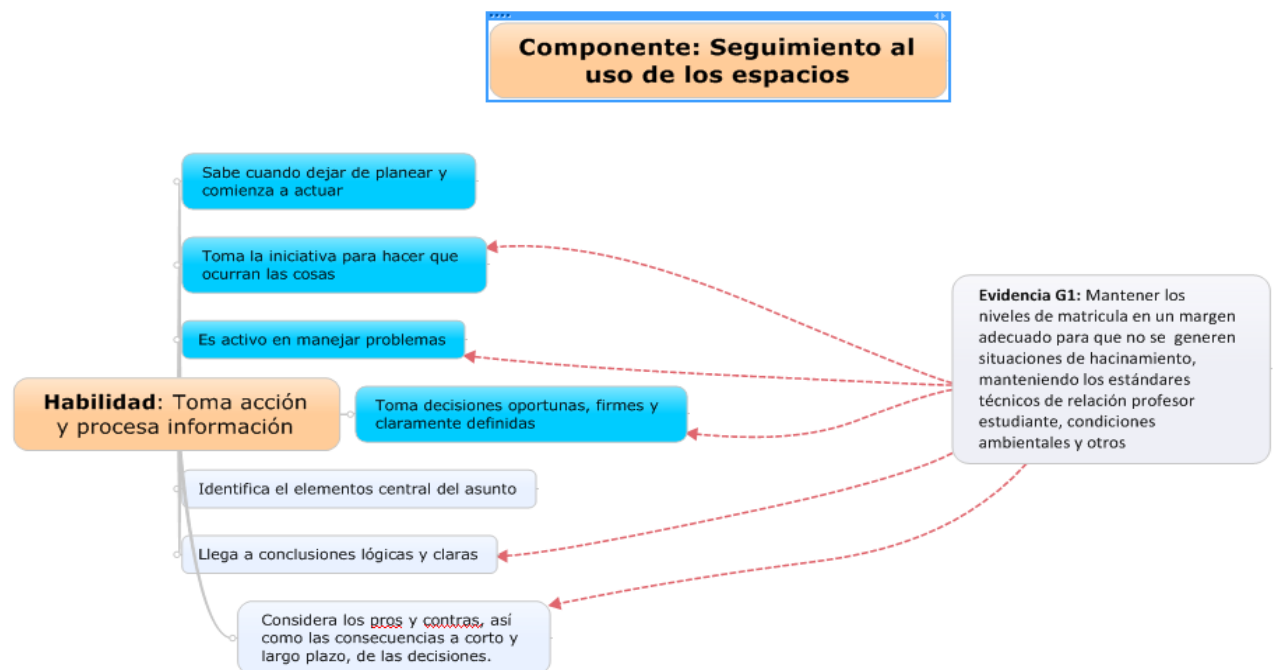 Componente: Seguimiento al
uso de los espacios
Sabe cuando dejar de planear y
comienza a actuar
Toma la iniciativa para hacer que
ocurran las cosas
Es activo en manejar problemas
Habilidad: Toma acción
y procesa información
Toma decisiones oportunas, firmes y
claramente definidas
Identifica el elementos central del asunto
Llega a conclusiones lógicas y claras
Considera los pros y contras, así
como las consecuencias a corto y
largo plazo, de las decisiones.
Evidencia G1: Mantener los
niveles de matricula en un margen
adecuado para que no se generen
situaciones de hacinamiento,
manteniendo los estándares
técnicos de relación profesor
estudiante, condiciones
ambientales y otros